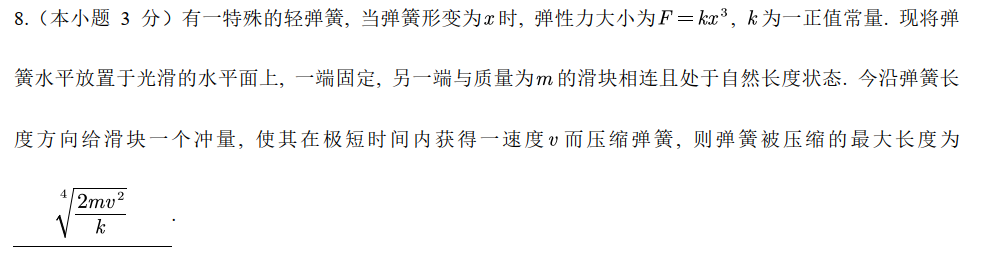 8.（本小题 3 分）有一特殊的轻弹簧, 当弹簧形变为x时, 弹性力大小为F=kx³, k为一正值常量. 现将弹
簧水平放置于光滑的水平面上, 一端固定, 另一端与质量为m的滑块相连且处于自然长度状态. 今沿弹簧长
度方向给滑块一个冲量, 使其在极短时间内获得一速度v而压缩弹簧, 则弹簧被压缩的最大长度为
\sqrt[4]{\frac{2mv^2}{k}} .